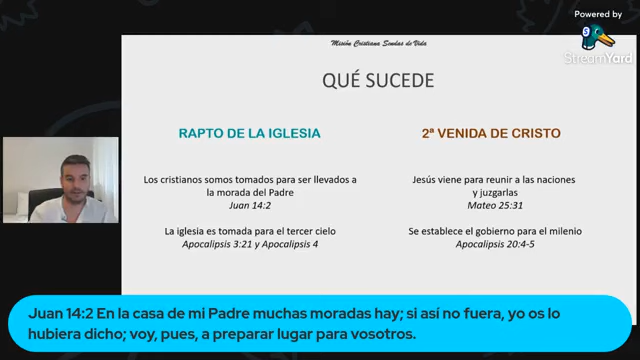 Powered by
StreamYard
Misión Cristiana Sendas de Vida
QUÉ SUCEDE
RAPTO DE LA IGLESIA
Los cristianos somos tomados para ser llevados a
la morada del Padre
Juan 14:2
La iglesia es tomada para el tercer cielo
Apocalipsis 3:21 y Apocalipsis 4
2ª VENIDA DE CRISTO
Jesús viene para reunir a las naciones
y juzgarlas
Mateo 25:31
Se establece el gobierno para el milenio
Apocalipsis 20:4-5
Juan 14:2 En la casa de mi Padre muchas moradas hay; si así no fuera, yo os lo
hubiera dicho; voy, pues, a preparar lugar para vosotros.